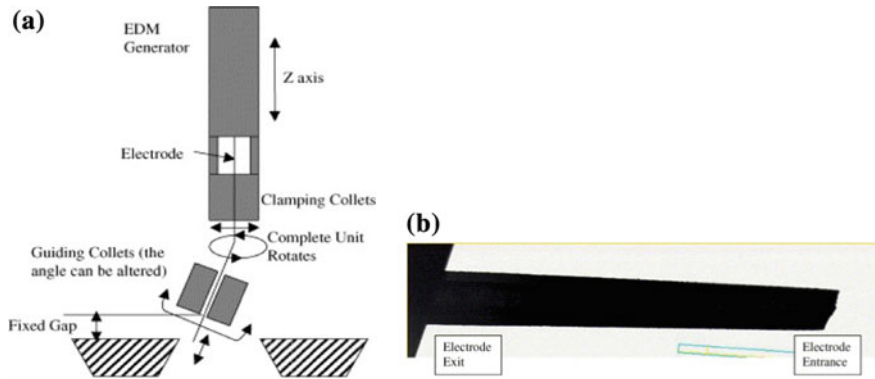 (a)
EDM
Generator
Z axis
Electrode
Clamping Collets
Complete Unit
Rotates
Guiding Collets (the
angle can be altered)
Fixed Gap
(b)
Electrode
Exit
Electrode
Entrance